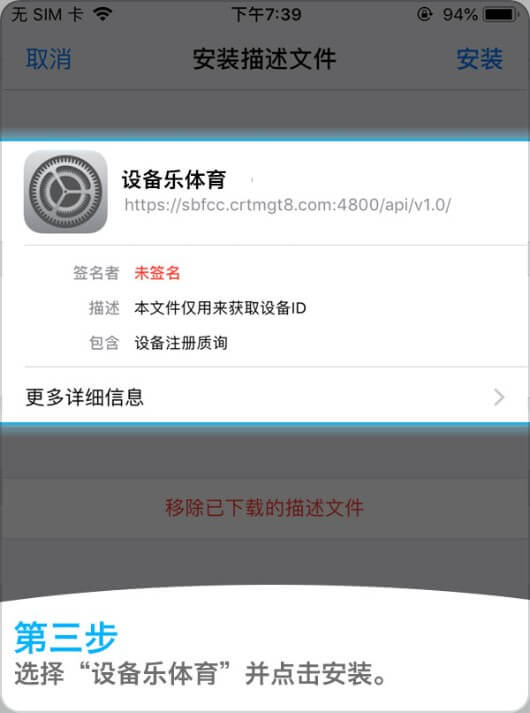 无 SIM 卡 下午7:39 94%
取消 安装描述文件 安装
设备乐体育
https://sbfcc.crtmgt8.com:4800/api/v1.0/
签名者 未签名
描述 本文件仅用来获取设备ID
包含 设备注册质询
更多详细信息
移除已下载的描述文件
第三步
选择“设备乐体育”并点击安装。